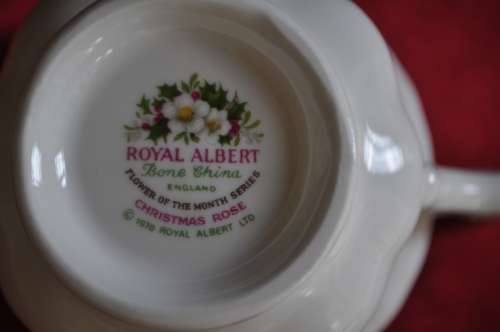 ROYAL ALBERT
Bone China
ENGLAND
FLOWER OF THE MONTH SERIES
CHRISTMAS ROSE
© 1970 ROYAL ALBERT LTD